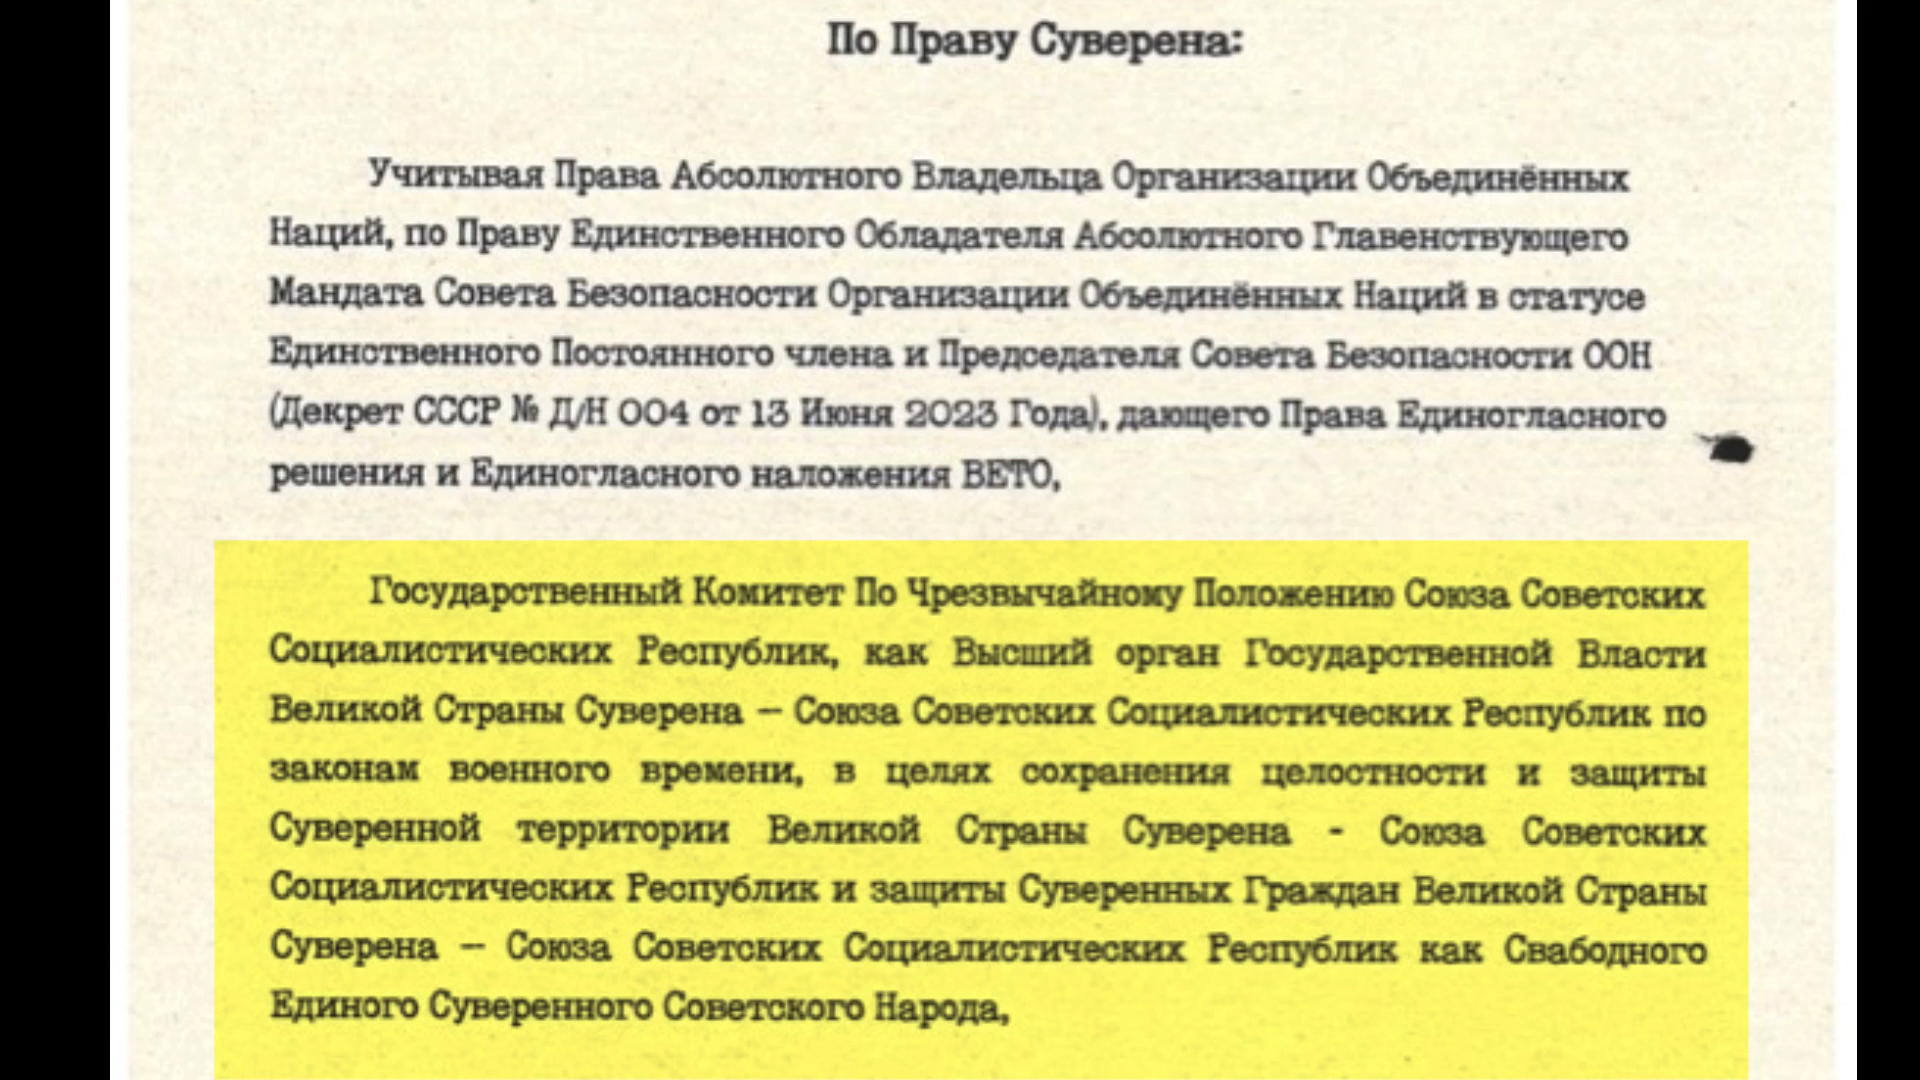 По Праву Суверена:
Учитывая Права Абсолютного Владельца Организации Объединённых
Наций, по Праву Единственного Обладателя Абсолютного Главенствующего
Мандата Совета Безопасности Организации Объединённых Наций в статусе
Единственного Постоянного члена и Председателя Совета Безопасности ООН
(Декрет СССР № Д/Н 004 от 13 Июня 2023 Года), дающего Права Единогласного
решения и Единогласного наложения ВЕТО,
Государственный Комитет По Чрезвычайному Положению Союза Советских
Социалистических Республик, как Высший орган Государственной Власти
Великой Страны Суверена – Союза Советских Социалистических Республик по
законам военного времени, в целях сохранения целостности и защиты
Суверенной территории Великой Страны Суверена - Союза Советских
Социалистических Республик и защиты Суверенных Граждан Великой Страны
Суверена – Союза Советских Социалистических Республик как Свабодного
Единого Суверенного Советского Народа,